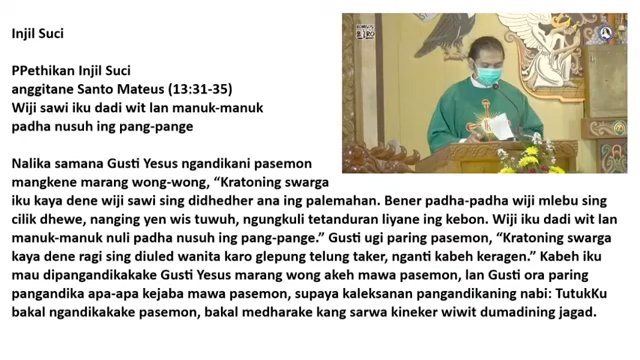 Injil Suci
KOMSOS
BIRO
PPethikan Injil Suci
anggitane Santo Mateus (13:31-35)
Wiji sawi iku dadi wit lan manuk-manuk
padha nusuh ing pang-pange
Nalika samana Gusti Yesus ngandikani pasemon
mangkene marang wong-wong, “Kratoning swarga
iku kaya dene wiji sawi sing didhedher ana ing palemahan. Bener padha-padha wiji mlebu sing
cilik dhewe, nanging yen wis tuwuh, ngungkuli tetanduran liyane ing kebon. Wiji iku dadi wit lan
manuk-manuk nuli padha nusuh ing pang-pange.” Gusti ugi paring pasemon, “Kratoning swarga
kaya dene ragi sing diuled wanita karo glepung telung taker, nganti kabeh keragen.” Kabeh iku
mau dipangandikakake Gusti Yesus marang wong akeh mawa pasemon, lan Gusti ora paring
pangandika apa-apa kejaba mawa pasemon, supaya kaleksanan pangandikaning nabi: TutukKu
bakal ngandikakake pasemon, bakal medharake kang sarwa kineker wiwit dumadining jagad.